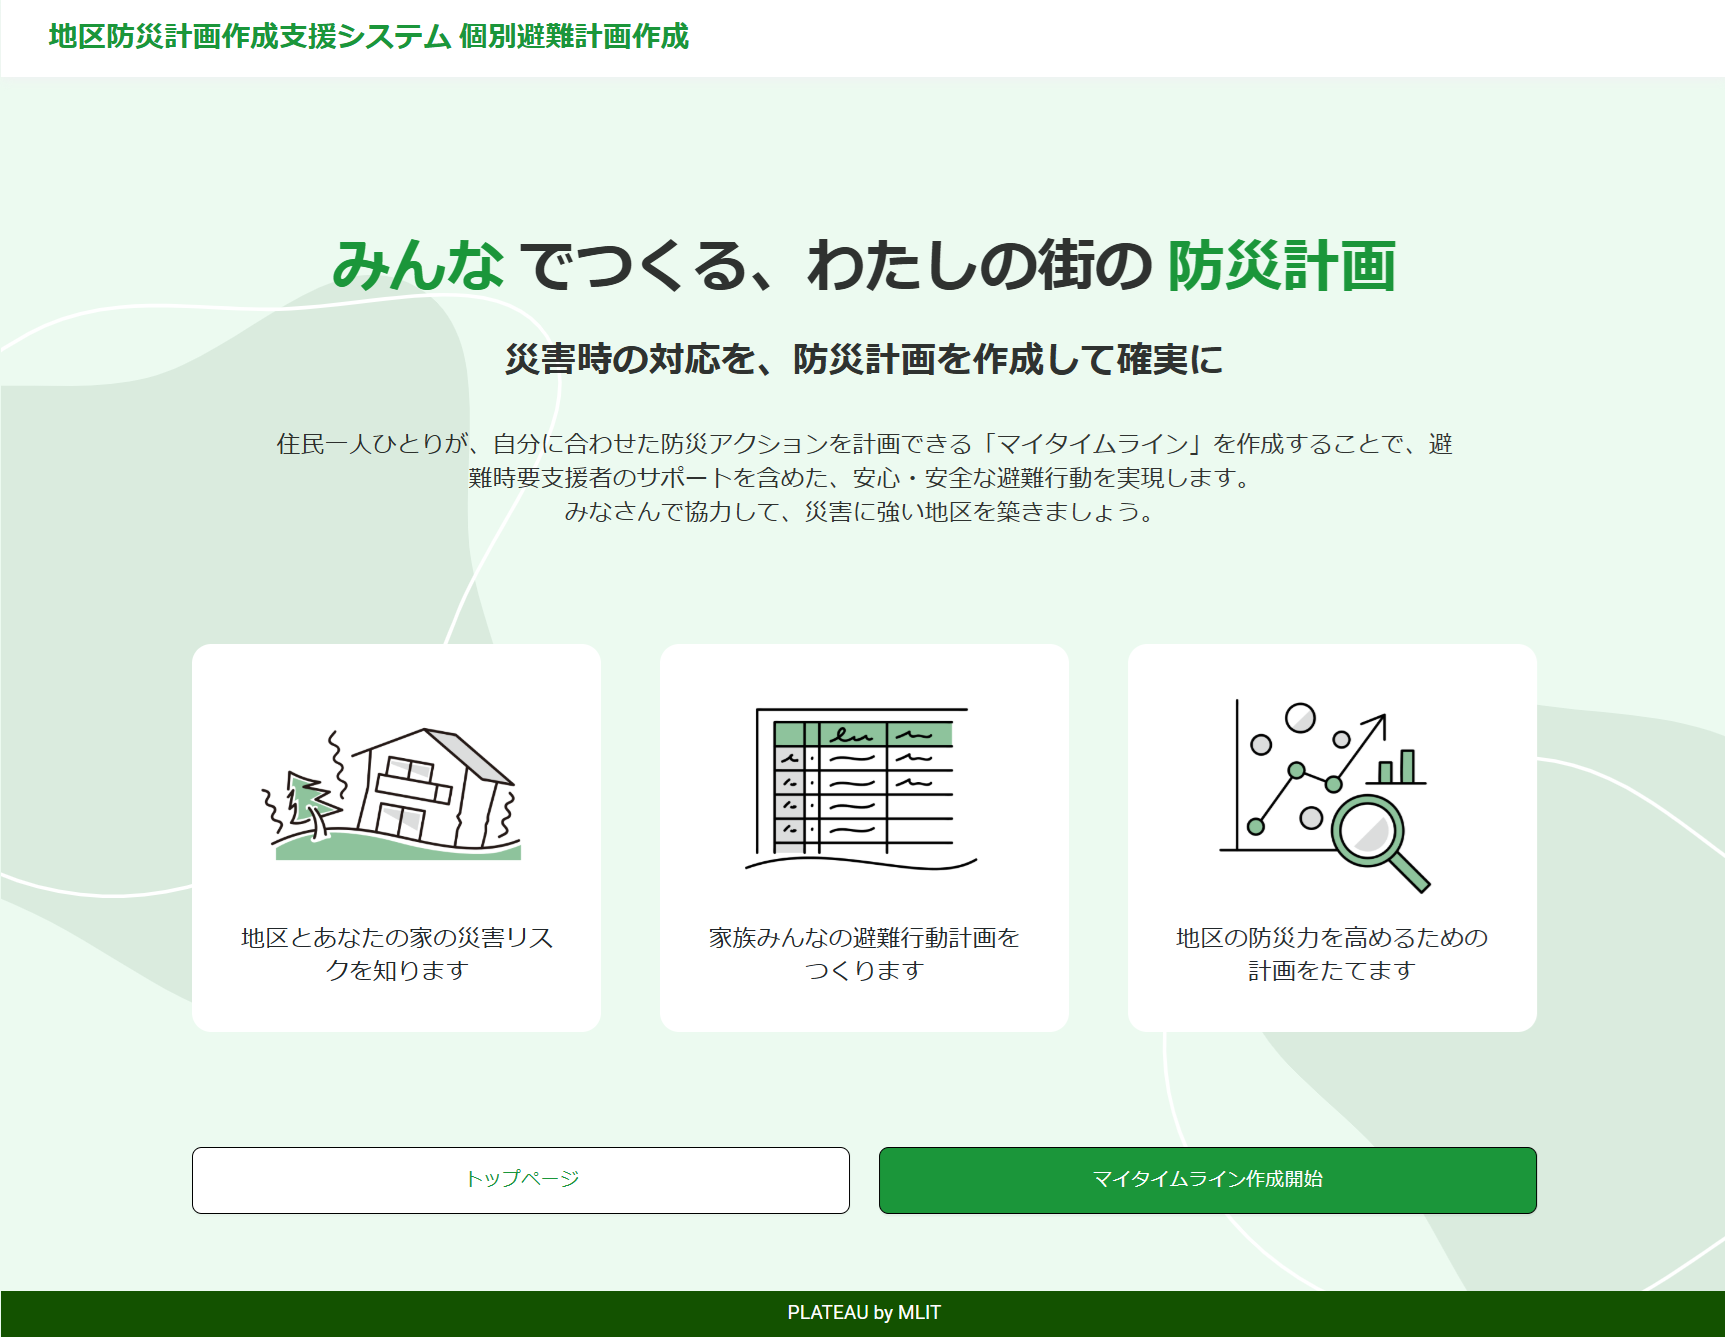 地区防災計画作成支援システム 個別避難計画作成
みんな でつくる、わたしの街の 防災計画
災害時の対応を、防災計画を作成して確実に
住民一人ひとりが、自分に合わせた防災アクションを計画できる「マイタイムライン」を作成することで、避
難時要支援者のサポートを含めた、安心・安全な避難行動を実現します。
みなさんで協力して、災害に強い地区を築きましょう。
地区とあなたの家の災害リス
クを知ります
家族みんなの避難行動計画を
つくります
地区の防災力を高めるための
計画をたてます
トップページ
マイタイムライン作成開始
PLATEAU by MLIT